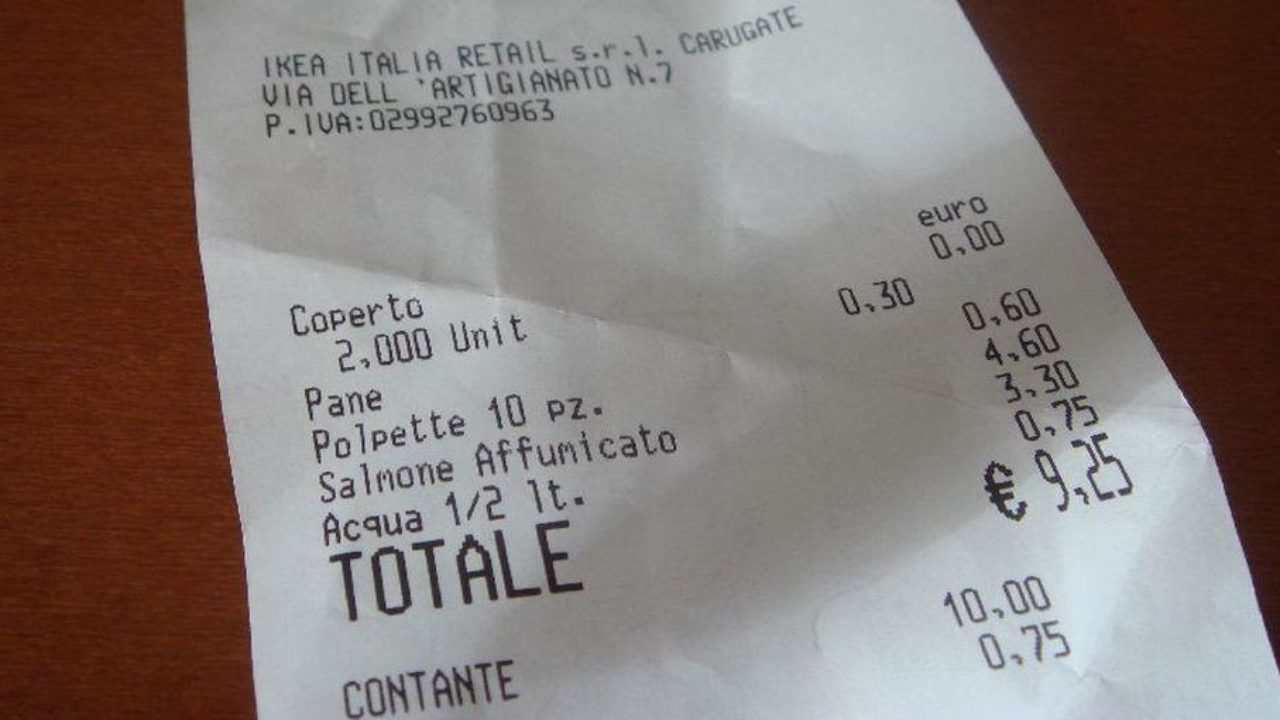 IKEA ITALIA RETAIL s.r.l. CARUGATE
VIA DELL 'ARTIGIANATO N.7
P.IVA:02992760963
euro
Coperto 0,00
2,000 Unit 0,30
Pane 0,60
Polpette 10 pz. 4,60
Salmone Affumicato 3,30
Acqua 1/2 lt. 0,75
TOTALE € 9,25
CONTANTE 10,00
0,75